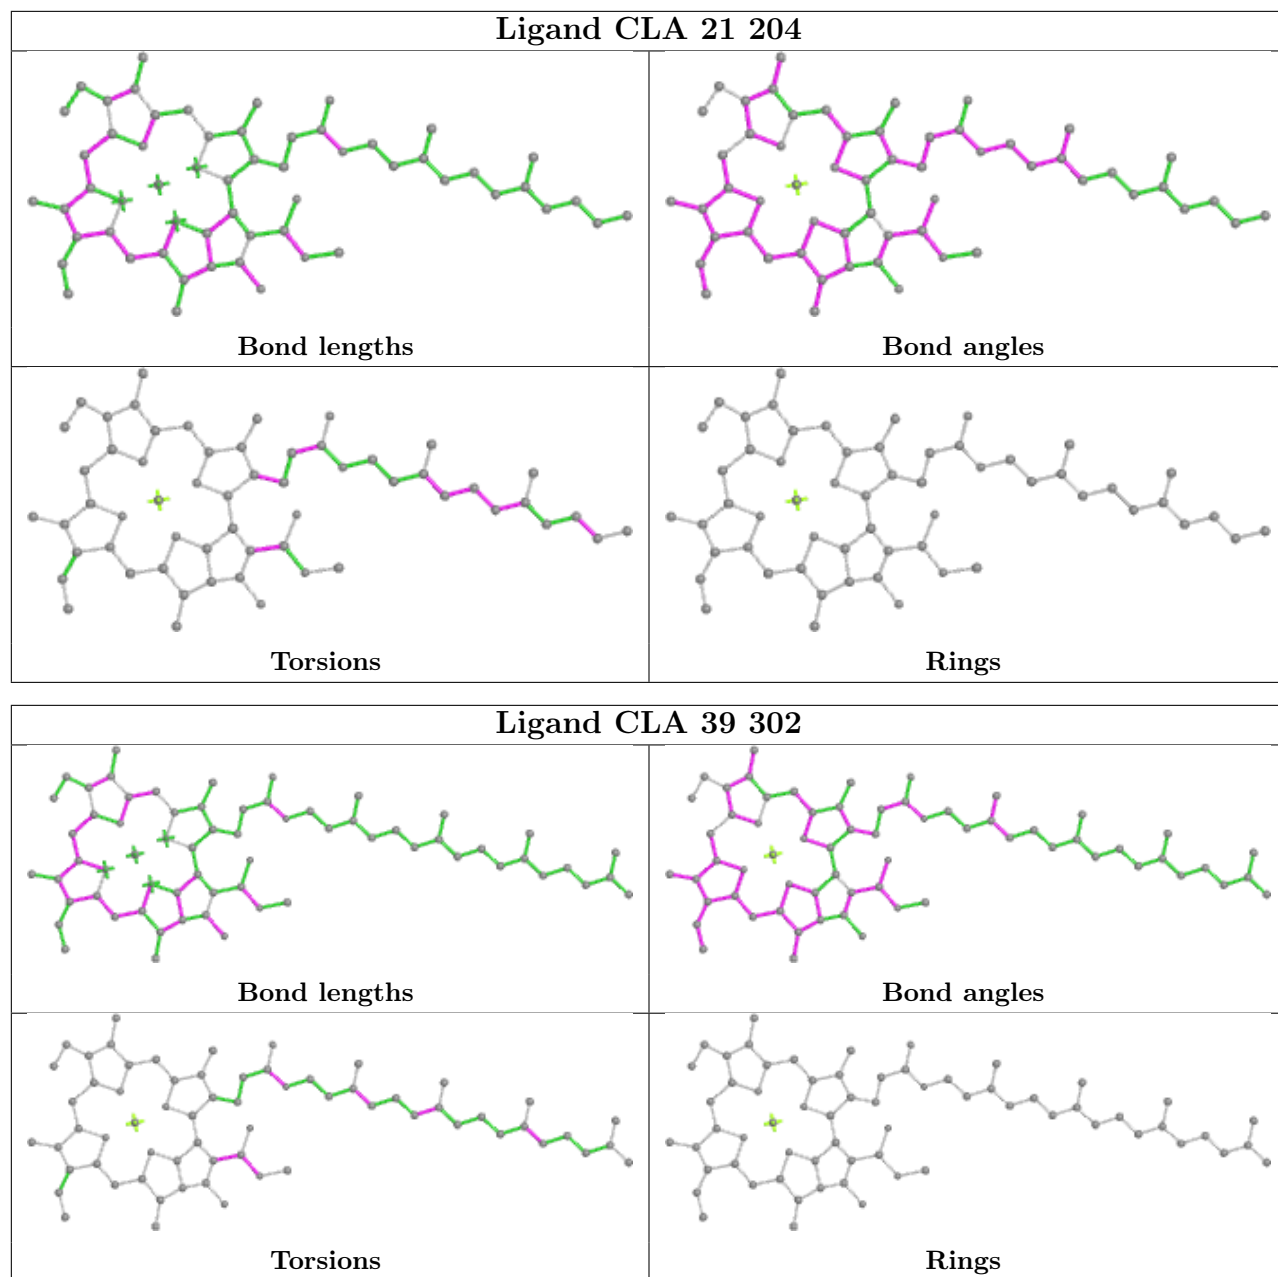 Ligand CLA 21 204
Bond lengths
Bond angles
Torsions
Rings
Ligand CLA 39 302
Bond lengths
Bond angles
Torsions
Rings